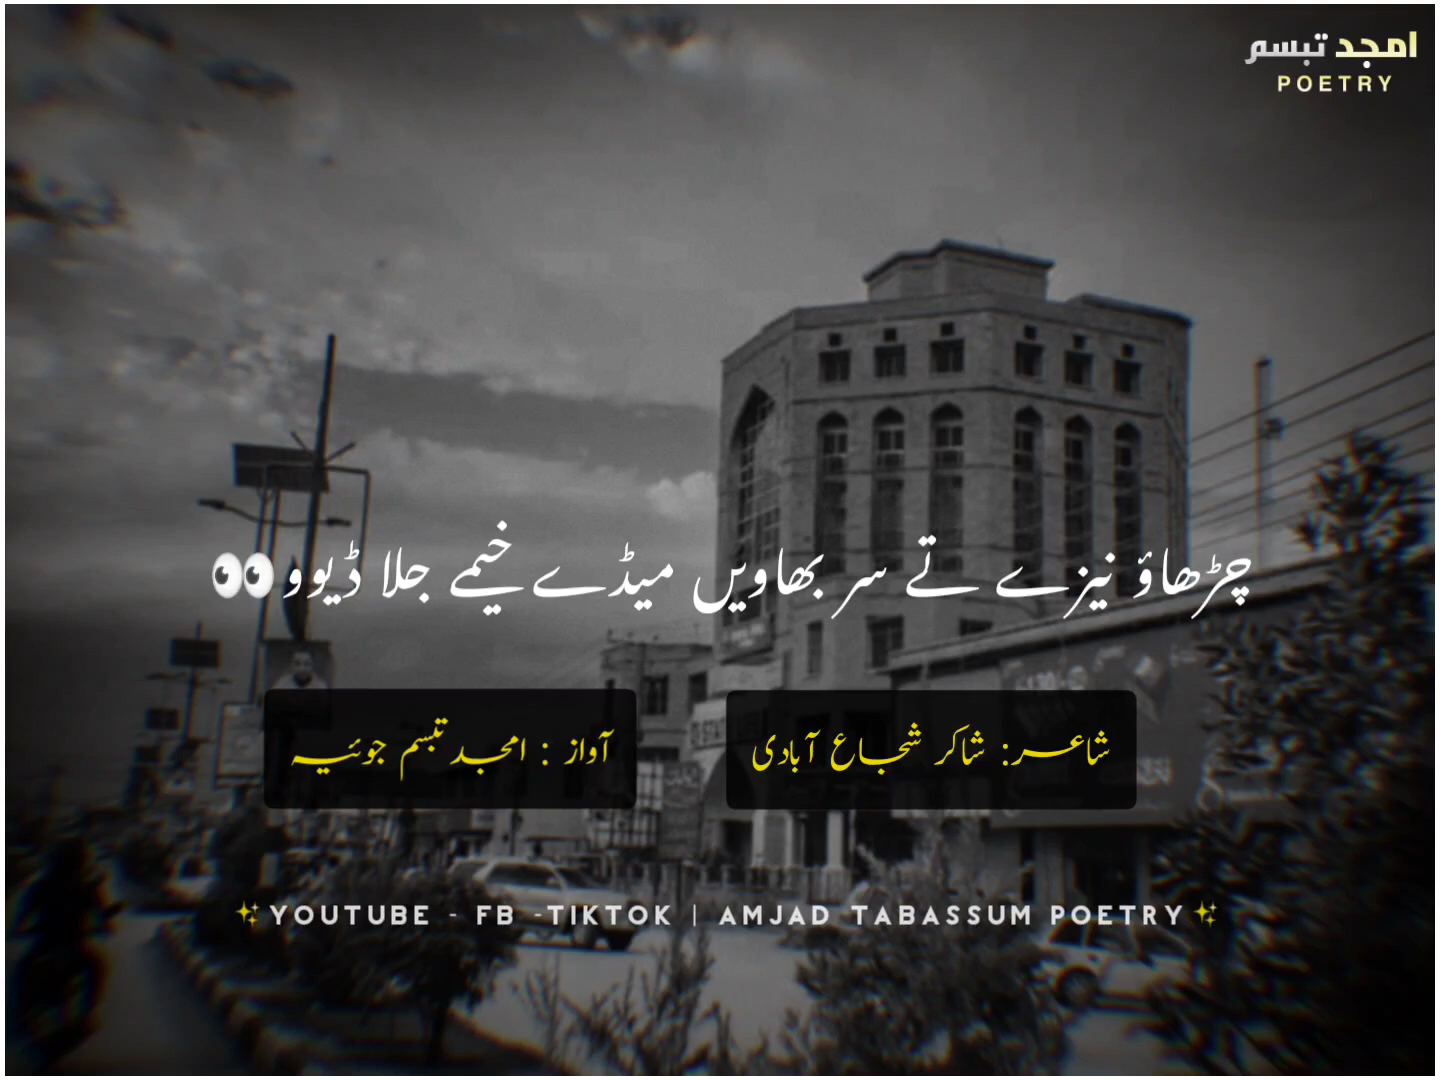 امجد تبسم
POETRY
چڑھاؤ نیزے تے سر بھاویں میڈے خیمے جلا ڈیوو👀
شاعر: شاکر شجاع آبادی
آواز : امجد تبسم جوئیہ
✨YOUTUBE - FB -TIKTOK | AMJAD TABASSUM POETRY✨